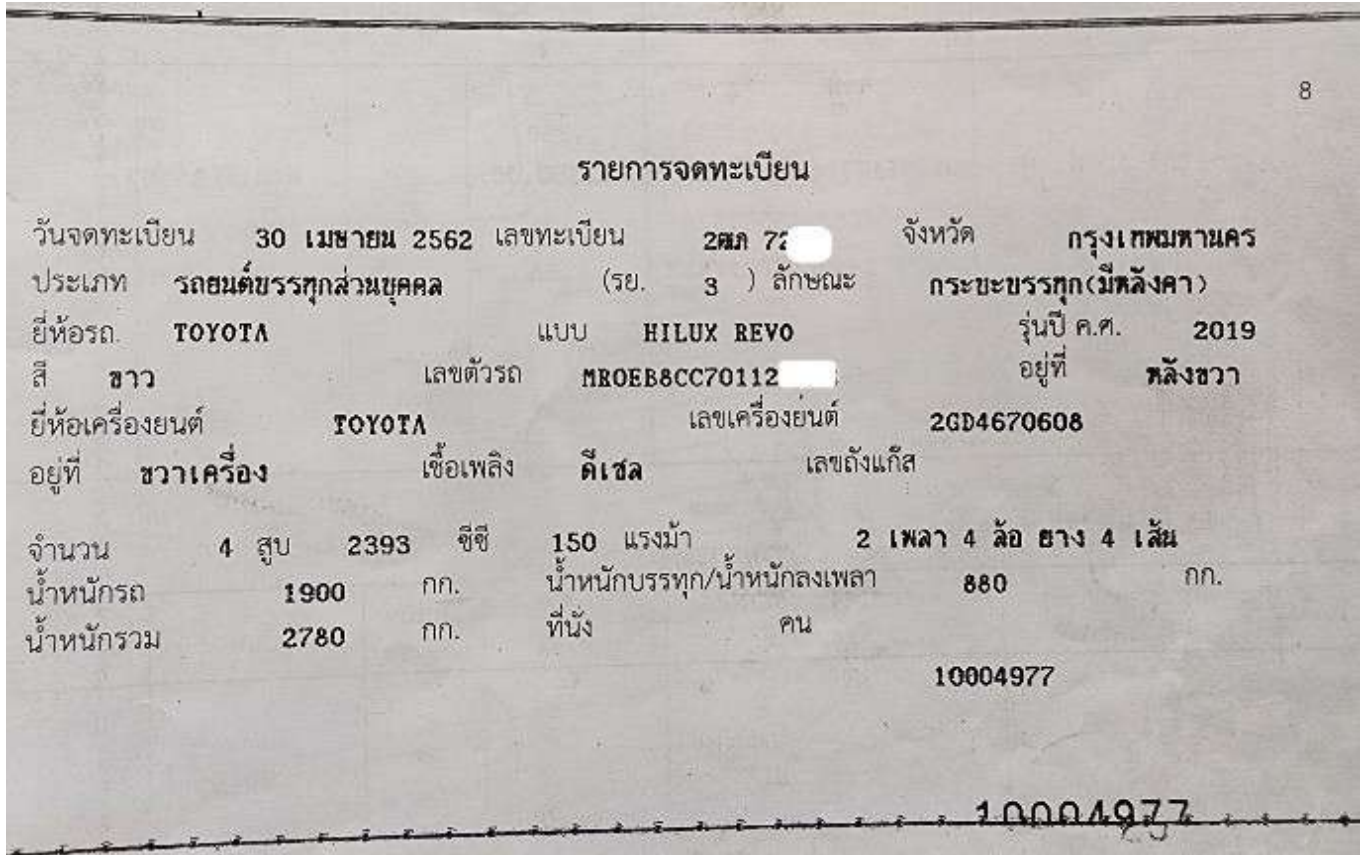 8
รายการจดทะเบียน
วันจดทะเบียน 30 เมษายน 2562 เลขทะเบียน 2ฒภ 72 จังหวัด กรุงเทพมหานคร
ประเภท รถยนต์บรรทุกส่วนบุคคล (รย. 3 ) ลักษณะ กระบะบรรทุก(มีหลังคา)
ยี่ห้อรถ TOYOTA แบบ HILUX REVO รุ่นปี ค.ศ. 2019
สี ขาว เลขตัวรถ MROEB8CC70112 อยู่ที่ หลังขวา
ยี่ห้อเครื่องยนต์ TOYOTA เลขเครื่องยนต์ 2GD4670608
อยู่ที่ ขวาเครื่อง เชื้อเพลิง ดีเซล เลขถังแก๊ส
จำนวน 4 สูบ 2393 ซีซี 150 แรงม้า 2 เพลา 4 ล้อ ยาง 4 เส้น
น้ำหนักรถ 1900 กก. น้ำหนักบรรทุก/น้ำหนักลงเพลา 880 กก.
น้ำหนักรวม 2780 กก. ที่นั่ง คน
10004977
10004977